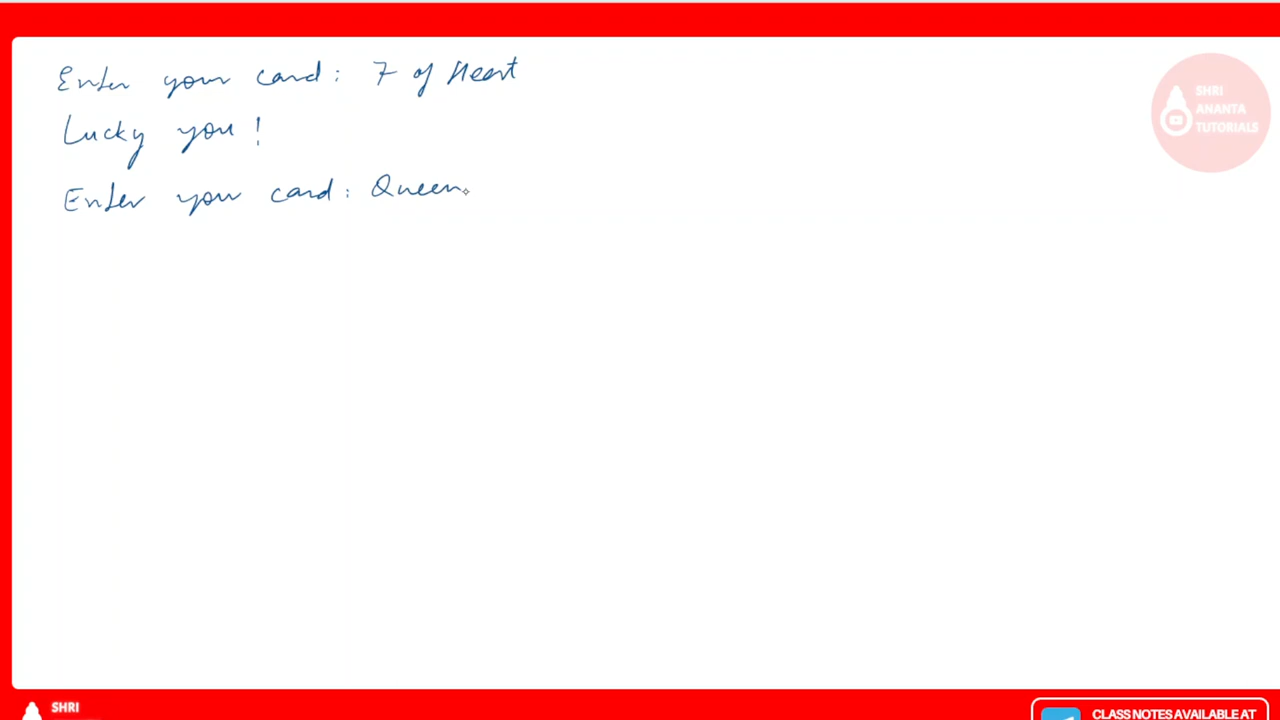 Enter your card: 7 of Heart
Lucky you!
Enter your card: Queen
SHRI
ANANTA
TUTORIALS
SHRI
CLASS NOTES AVAILABLE AT